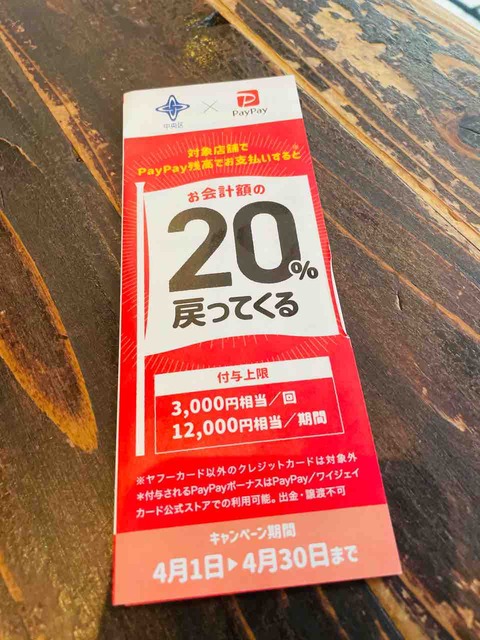 中央区 × PayPay
対象店舗で
PayPay残高でお支払いすると※
お会計額の
20%
戻ってくる
付与上限
3,000円相当／回
12,000円相当／期間
※ヤフーカード以外のクレジットカードは対象外
*付与されるPayPayボーナスはPayPay／ワイジェイ
カード公式ストアでの利用可能。出金・譲渡不可
キャンペーン期間
4月1日▶4月30日まで